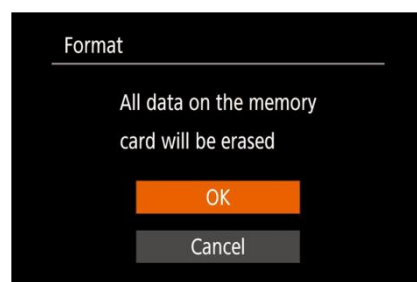 Format
All data on the memory
card will be erased
OK
Cancel